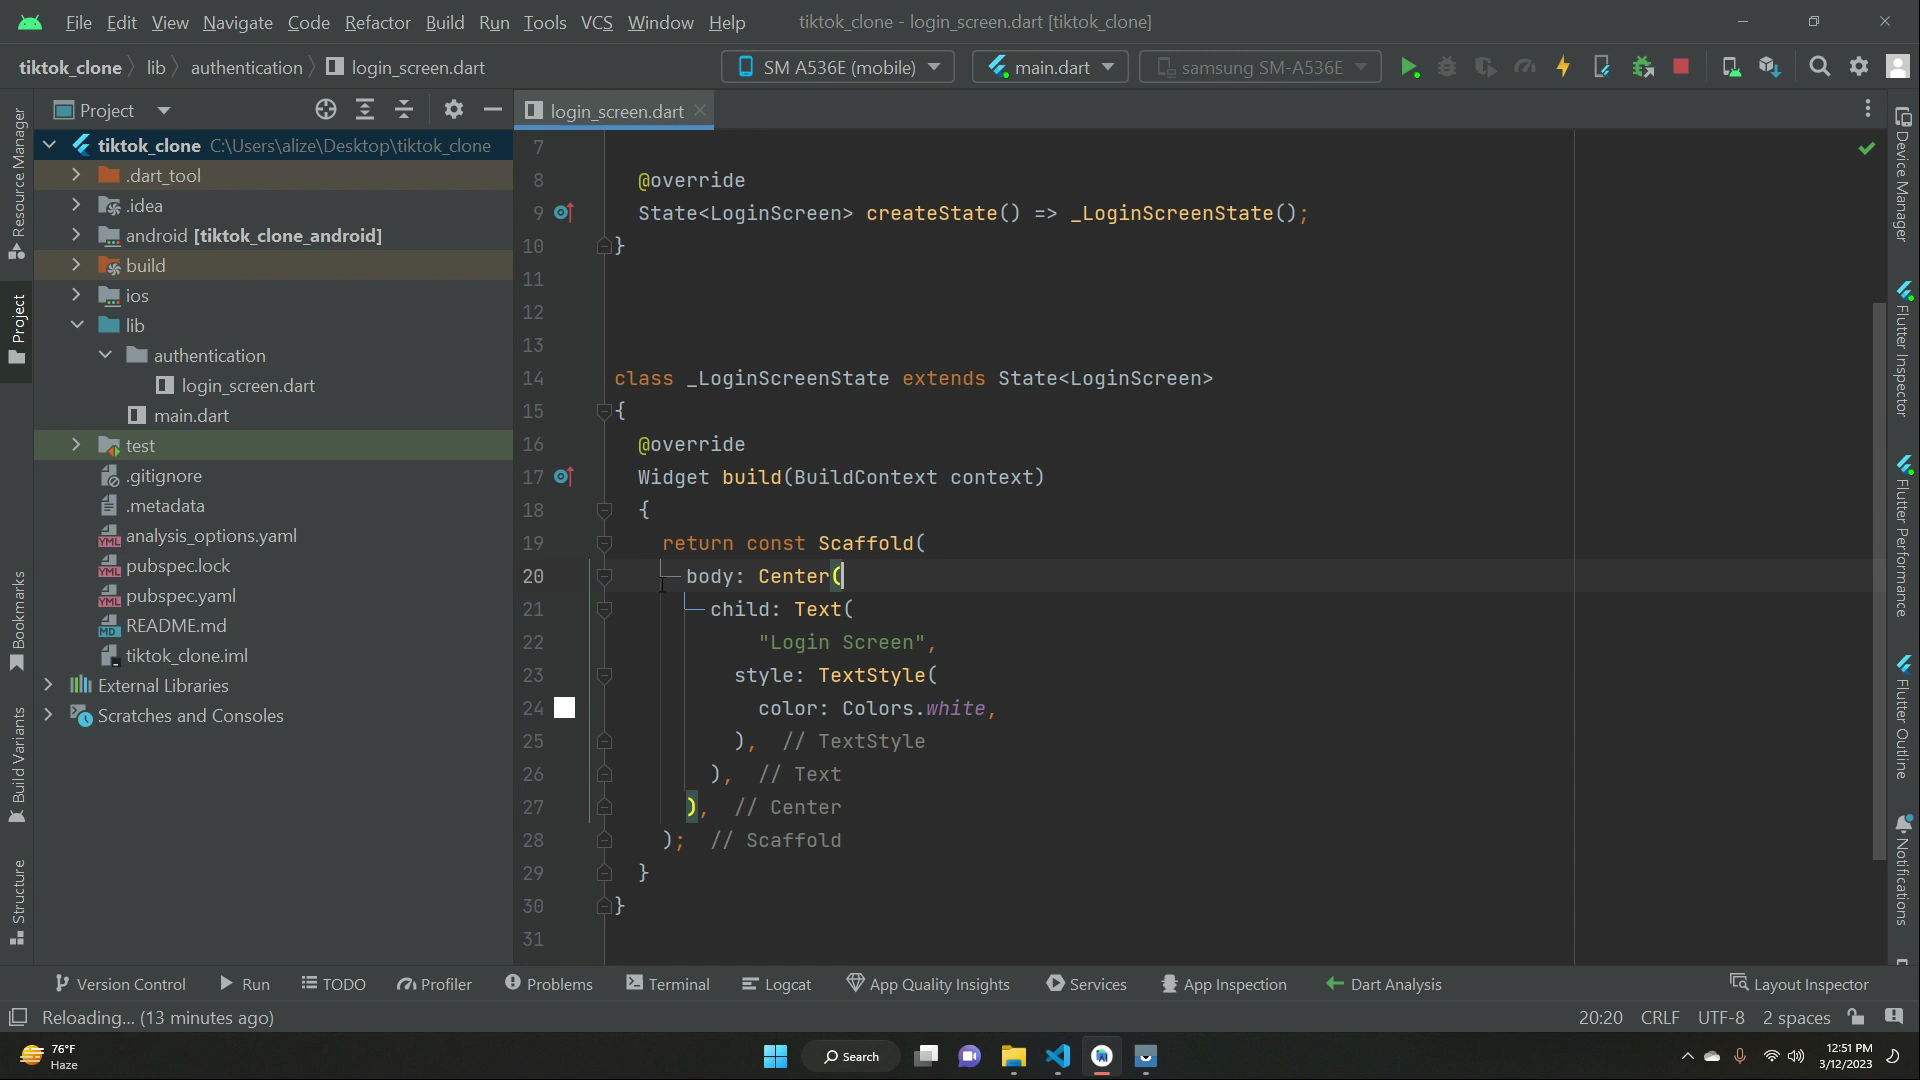 File Edit View Navigate Code Refactor Build Run Tools VCS Window Help tiktok_clone - login_screen.dart [tiktok_clone]
tiktok_clone lib authentication login_screen.dart SM A536E (mobile) main.dart samsung SM-A536E
Project
login_screen.dart
tiktok_clone C:\Users\alize\Desktop\tiktok_clone
.dart_tool
.idea
android [tiktok_clone_android]
build
ios
lib
authentication
login_screen.dart
main.dart
test
.gitignore
.metadata
analysis_options.yaml
pubspec.lock
pubspec.yaml
README.md
tiktok_clone.iml
External Libraries
Scratches and Consoles
Resource Manager
Project
Bookmarks
Build Variants
Structure
7
8 @override
9 State<LoginScreen> createState() => _LoginScreenState();
10 }
11
12
13
14 class _LoginScreenState extends State<LoginScreen>
15 {
16 @override
17 Widget build(BuildContext context)
18 {
19 return const Scaffold(
20 body: Center(
21 child: Text(
22 "Login Screen",
23 style: TextStyle(
24 color: Colors.white,
25 ), // TextStyle
26 ), // Text
27 ), // Center
28 ); // Scaffold
29 }
30 }
31
Device Manager
Flutter Inspector
Flutter Performance
Flutter Outline
Notifications
Version Control Run TODO Profiler Problems Terminal Logcat App Quality Insights Services App Inspection Dart Analysis Layout Inspector
Reloading... (13 minutes ago) 20:20 CRLF UTF-8 2 spaces
76°F
Haze
Search
12:51 PM
3/12/2023